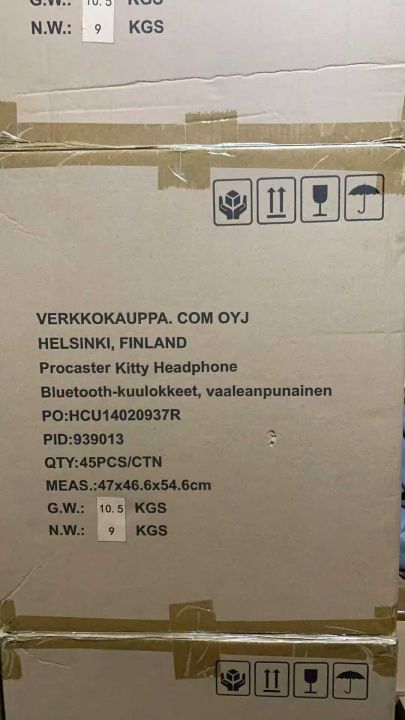 G.W.: 10.5 KGS
N.W.: 9 KGS
VERKKOKAUPPA. COM OYJ
HELSINKI, FINLAND
Procaster Kitty Headphone
Bluetooth-kuulokkeet, vaaleanpunainen
PO:HCU14020937R
PID:939013
QTY:45PCS/CTN
MEAS.:47x46.6x54.6cm
G.W.: 10.5 KGS
N.W.: 9 KGS